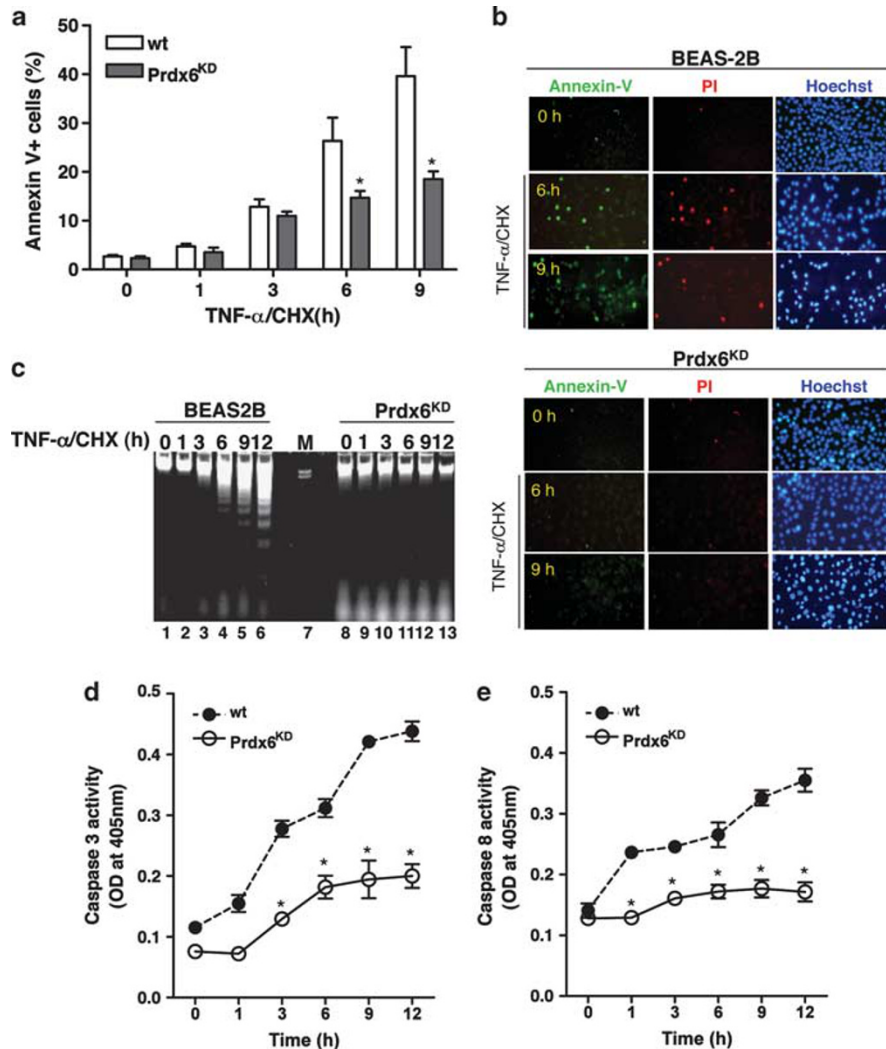 a
50
40
30
20
10
0
Annexin V+ cells (%)
wt
Prdx6KD
*
*
0 1 3 6 9
TNF-α/CHX(h)
b
BEAS-2B
Annexin-V PI Hoechst
0 h
6 h
9 h
TNF-α/CHX
Prdx6KD
Annexin-V PI Hoechst
0 h
6 h
9 h
TNF-α/CHX
c
BEAS2B Prdx6KD
TNF-α/CHX (h) 0 1 3 6 9 12 M 0 1 3 6 9 12
1 2 3 4 5 6 7 8 9 10 11 12 13
d
0.5
0.4
0.3
0.2
0.1
0.0
Caspase 3 activity
(OD at 405nm)
wt
Prdx6KD
* * * *
0 1 3 6 9 12
Time (h)
e
0.5
0.4
0.3
0.2
0.1
0.0
Caspase 8 activity
(OD at 405nm)
wt
Prdx6KD
* * * * *
0 1 3 6 9 12
Time (h)